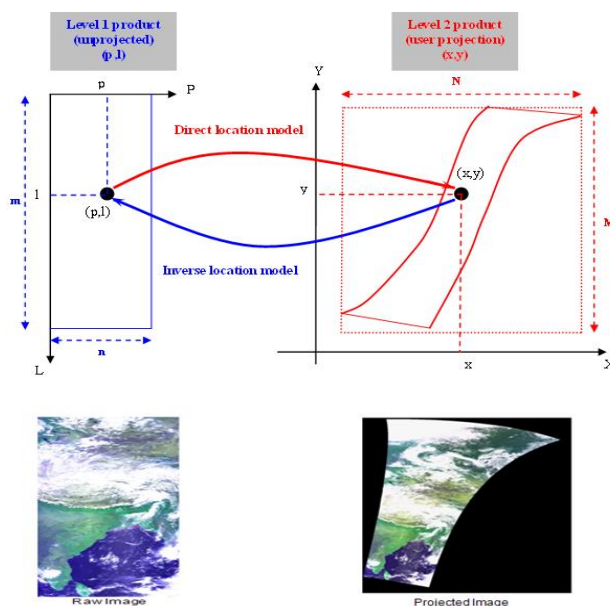 Level 1 product
(unprojected)
(p,l)
Level 2 product
(user projection)
(x,y)
p
P
Y
N
Direct location model
m
l
(p,l)
y
(x,y)
M
Inverse location model
n
L
x
X
Raw Image
Projected Image